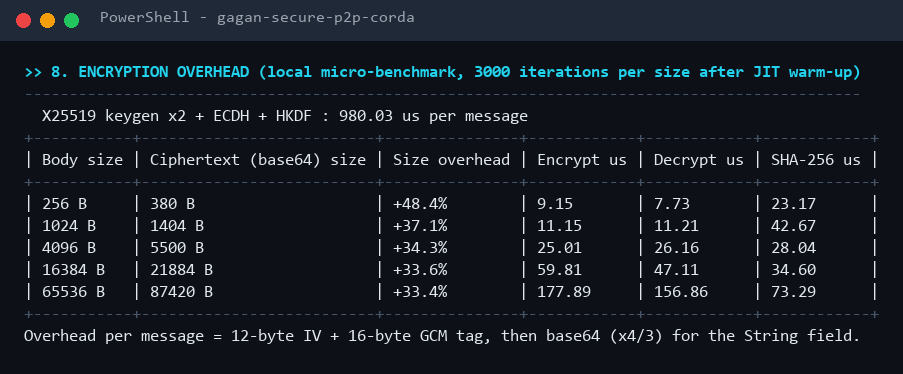 PowerShell - gagan-secure-p2p-corda
>> 8. ENCRYPTION OVERHEAD (local micro-benchmark, 3000 iterations per size after JIT warm-up)
---------------------------------------------------------------------------------------------
X25519 keygen x2 + ECDH + HKDF : 980.03 us per message
+-----------+--------------------------+---------------+------------+------------+------------+
| Body size | Ciphertext (base64) size | Size overhead | Encrypt us | Decrypt us | SHA-256 us |
+-----------+--------------------------+---------------+------------+------------+------------+
| 256 B | 380 B | +48.4% | 9.15 | 7.73 | 23.17 |
| 1024 B | 1404 B | +37.1% | 11.15 | 11.21 | 42.67 |
| 4096 B | 5500 B | +34.3% | 25.01 | 26.16 | 28.04 |
| 16384 B | 21884 B | +33.6% | 59.81 | 47.11 | 34.60 |
| 65536 B | 87420 B | +33.4% | 177.89 | 156.86 | 73.29 |
+-----------+--------------------------+---------------+------------+------------+------------+
Overhead per message = 12-byte IV + 16-byte GCM tag, then base64 (x4/3) for the String field.